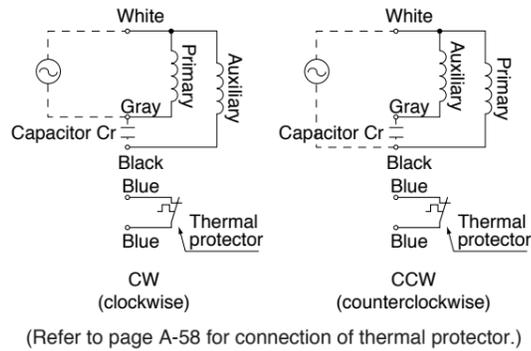 White
Primary
Auxiliary
Gray
Capacitor Cr
Black
Blue
Thermal
protector
Blue
CW
(clockwise)
White
Auxiliary
Primary
Gray
Capacitor Cr
Black
Blue
Thermal
protector
Blue
CCW
(counterclockwise)
(Refer to page A-58 for connection of thermal protector.)